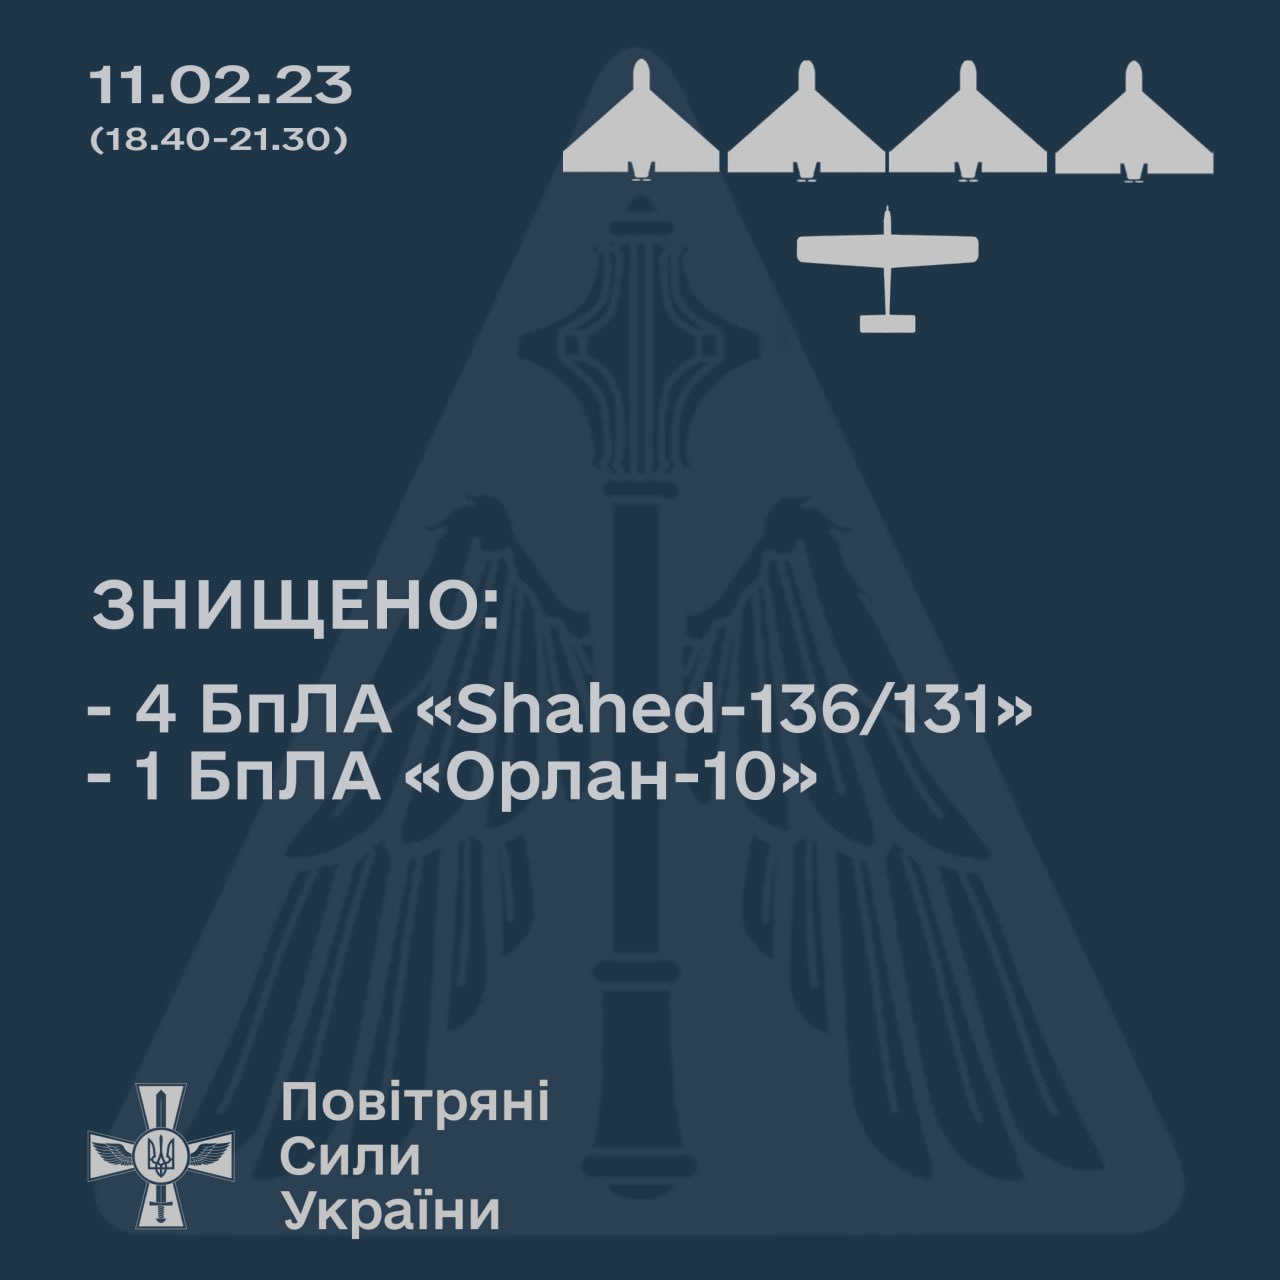 11.02.23
(18.40-21.30)
ЗНИЩЕНО:
- 4 БпЛА «Shahed-136/131»
- 1 БпЛА «Орлан-10»
Повітряні
Сили
України